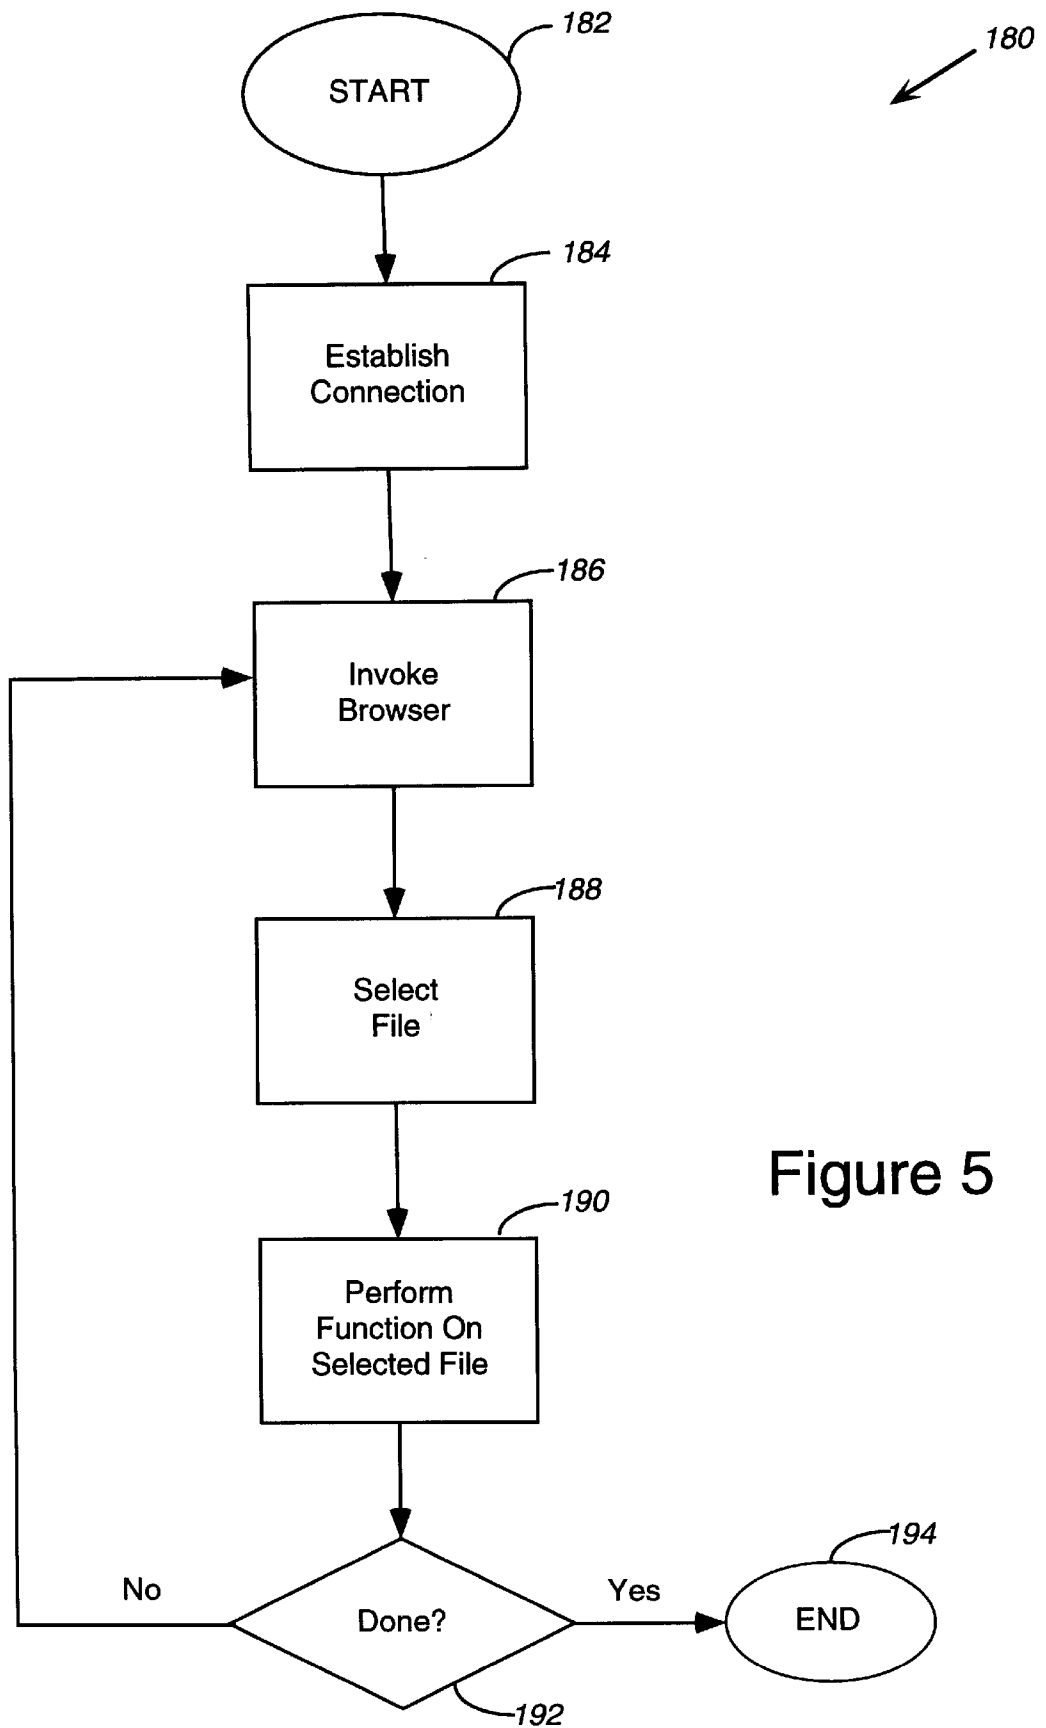 182
180
START
184
Establish
Connection
186
Invoke
Browser
188
Select
File
Figure 5
190
Perform
Function On
Selected File
194
No
Yes
Done?
END
192